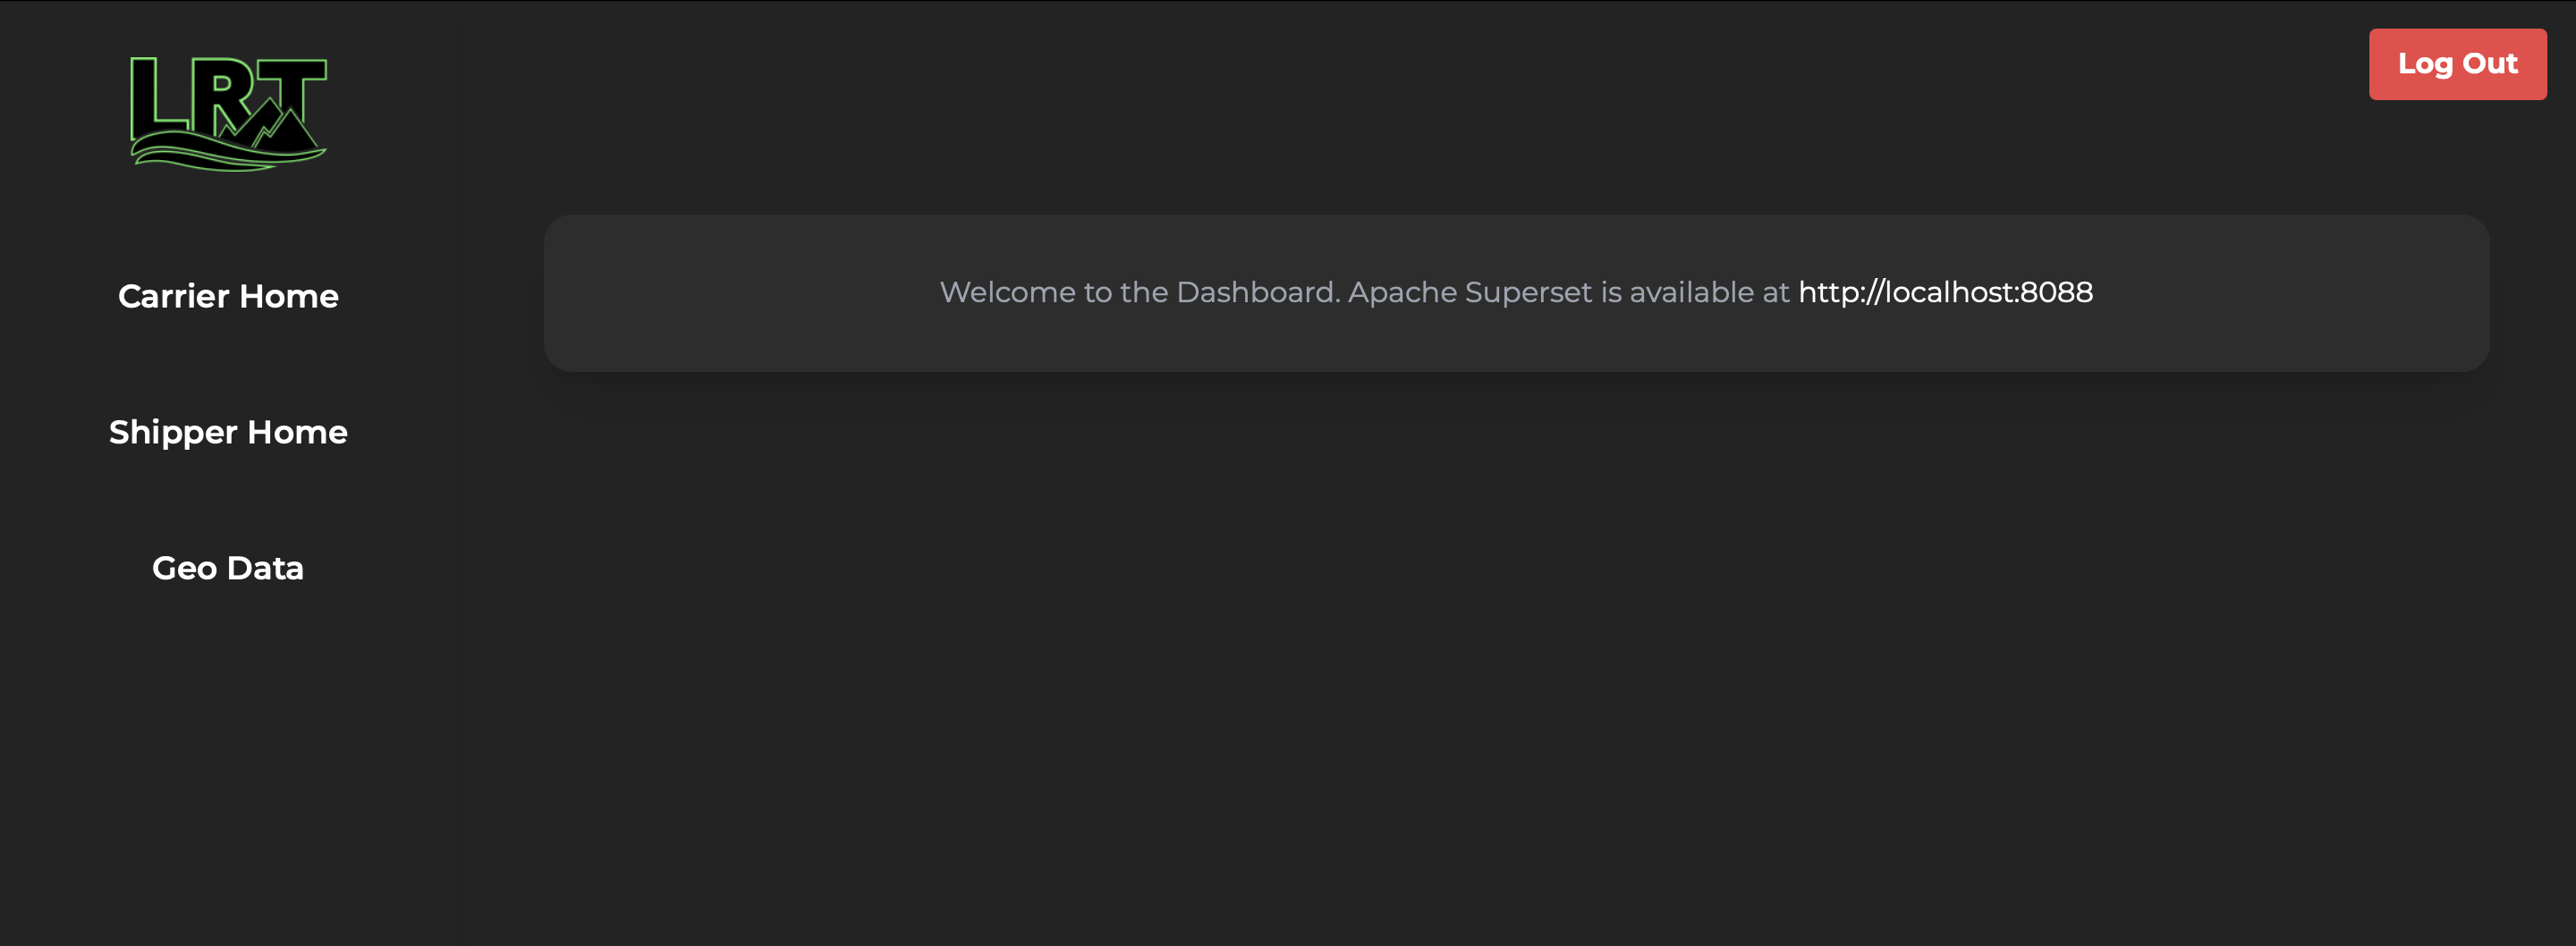 LRT
Log Out
Carrier Home
Shipper Home
Geo Data
Welcome to the Dashboard. Apache Superset is available at http://localhost:8088